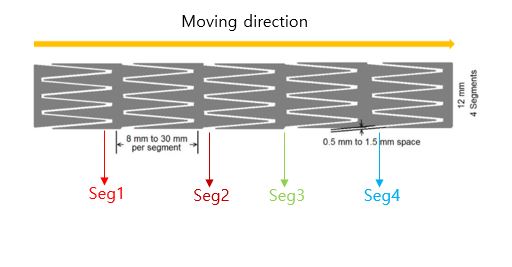 Moving direction
12 mm
4 Segments
8 mm to 30 mm
per segment
0.5 mm to 1.5 mm space
Seg1
Seg2
Seg3
Seg4